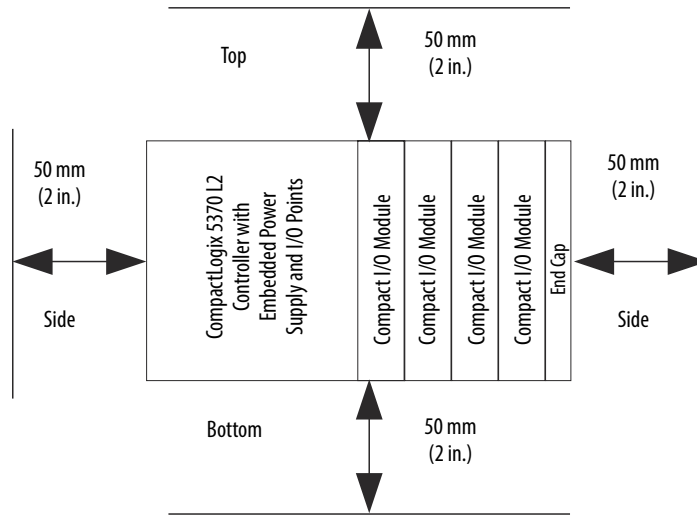 Top
50 mm
(2 in.)
50 mm
(2 in.)
Side
CompactLogix 5370 L2
Controller with
Embedded Power
Supply and I/O Points
Compact I/O Module
Compact I/O Module
Compact I/O Module
Compact I/O Module
End Cap
50 mm
(2 in.)
Side
Bottom
50 mm
(2 in.)